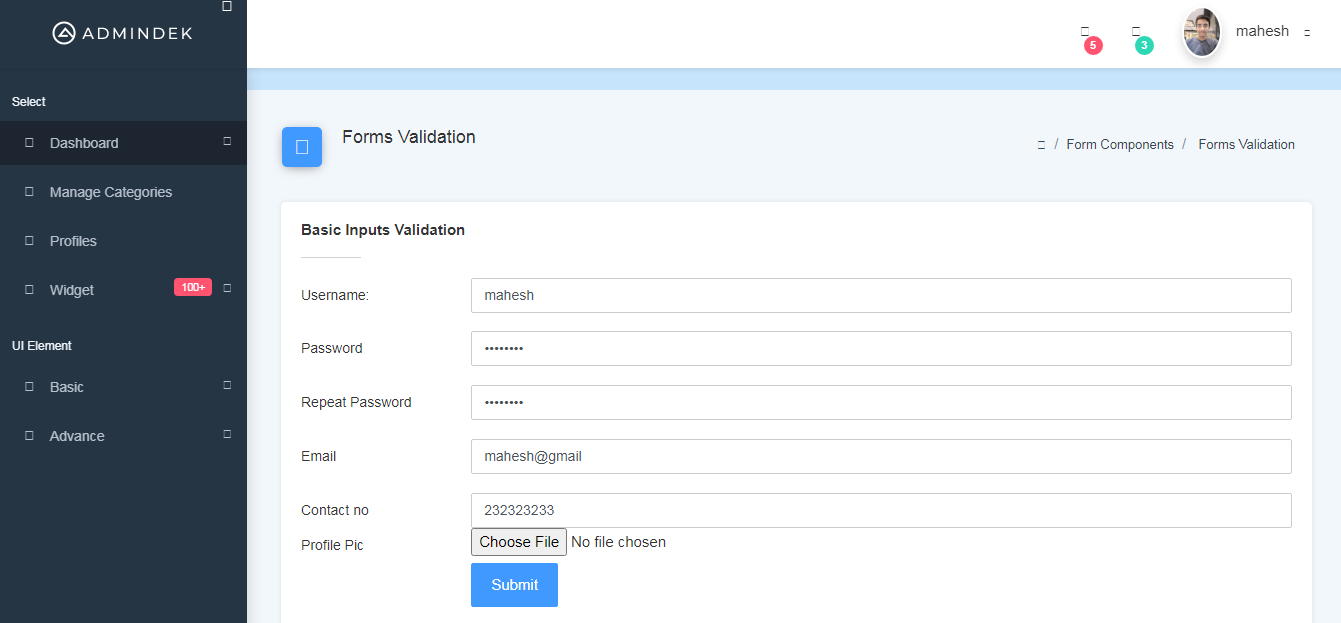 ADMINDEK
5
3
mahesh
Select
Dashboard
Manage Categories
Profiles
Widget 100+
UI Element
Basic
Advance
Forms Validation
/ Form Components / Forms Validation
Basic Inputs Validation
Username: mahesh
Password ••••••••
Repeat Password ••••••••
Email mahesh@gmail
Contact no 232323233
Profile Pic Choose File No file chosen
Submit